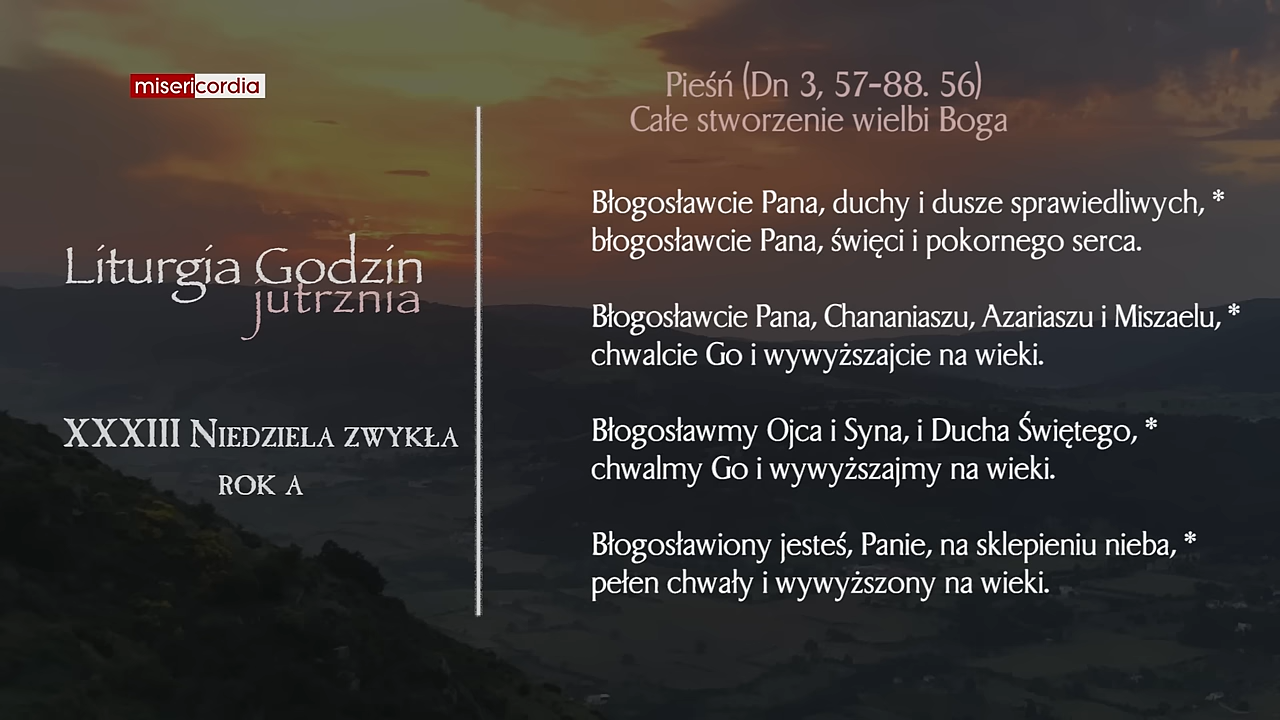 misericordia
Liturgia Godzin
jutrznia
XXXIII Niedziela zwykła
rok A
Pieśń (Dn 3, 57-88. 56)
Całe stworzenie wielbi Boga
Błogosławcie Pana, duchy i dusze sprawiedliwych, *
błogosławcie Pana, święci i pokornego serca.
Błogosławcie Pana, Chananiaszu, Azariaszu i Miszaelu, *
chwalcie Go i wywyższajcie na wieki.
Błogosławmy Ojca i Syna, i Ducha Świętego, *
chwalmy Go i wywyższajmy na wieki.
Błogosławiony jesteś, Panie, na sklepieniu nieba, *
pełen chwały i wywyższony na wieki.